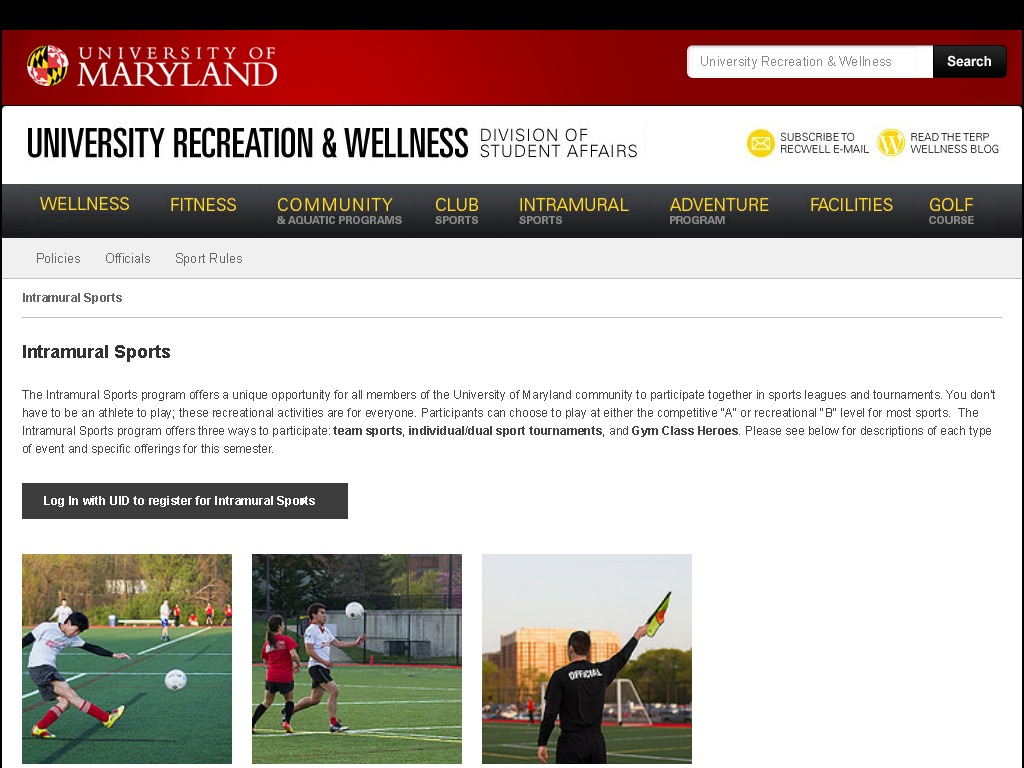 UNIVERSITY OF
MARYLAND
University Recreation & Wellness
Search
UNIVERSITY RECREATION & WELLNESS
DIVISION OF
STUDENT AFFAIRS
SUBSCRIBE TO
RECWELL E-MAIL
READ THE TERP
WELLNESS BLOG
WELLNESS
FITNESS
COMMUNITY
& AQUATIC PROGRAMS
CLUB
SPORTS
INTRAMURAL
SPORTS
ADVENTURE
PROGRAM
FACILITIES
GOLF
COURSE
Policies
Officials
Sport Rules
Intramural Sports
Intramural Sports
The Intramural Sports program offers a unique opportunity for all members of the University of Maryland community to participate together in sports leagues and tournaments. You don't
have to be an athlete to play; these recreational activities are for everyone. Participants can choose to play at either the competitive "A" or recreational "B" level for most sports. The
Intramural Sports program offers three ways to participate: team sports, individual/dual sport tournaments, and Gym Class Heroes. Please see below for descriptions of each type
of event and specific offerings for this semester.
Log In with UID to register for Intramural Sports
OFFICIAL